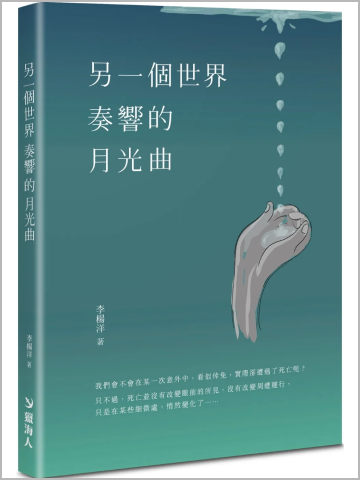 另一個世界
奏響的
月光曲
李楊洋 著
我們會不會在某一次意外中，看似倖免，實際卻遭痛了死亡呢？
只不過，死亡並沒有改變眼前的所見，沒有改變周遭運行，
只是在某些細微處，悄然變化了……
另一個世界 奏響的 月光曲
李楊洋 著
獵海人